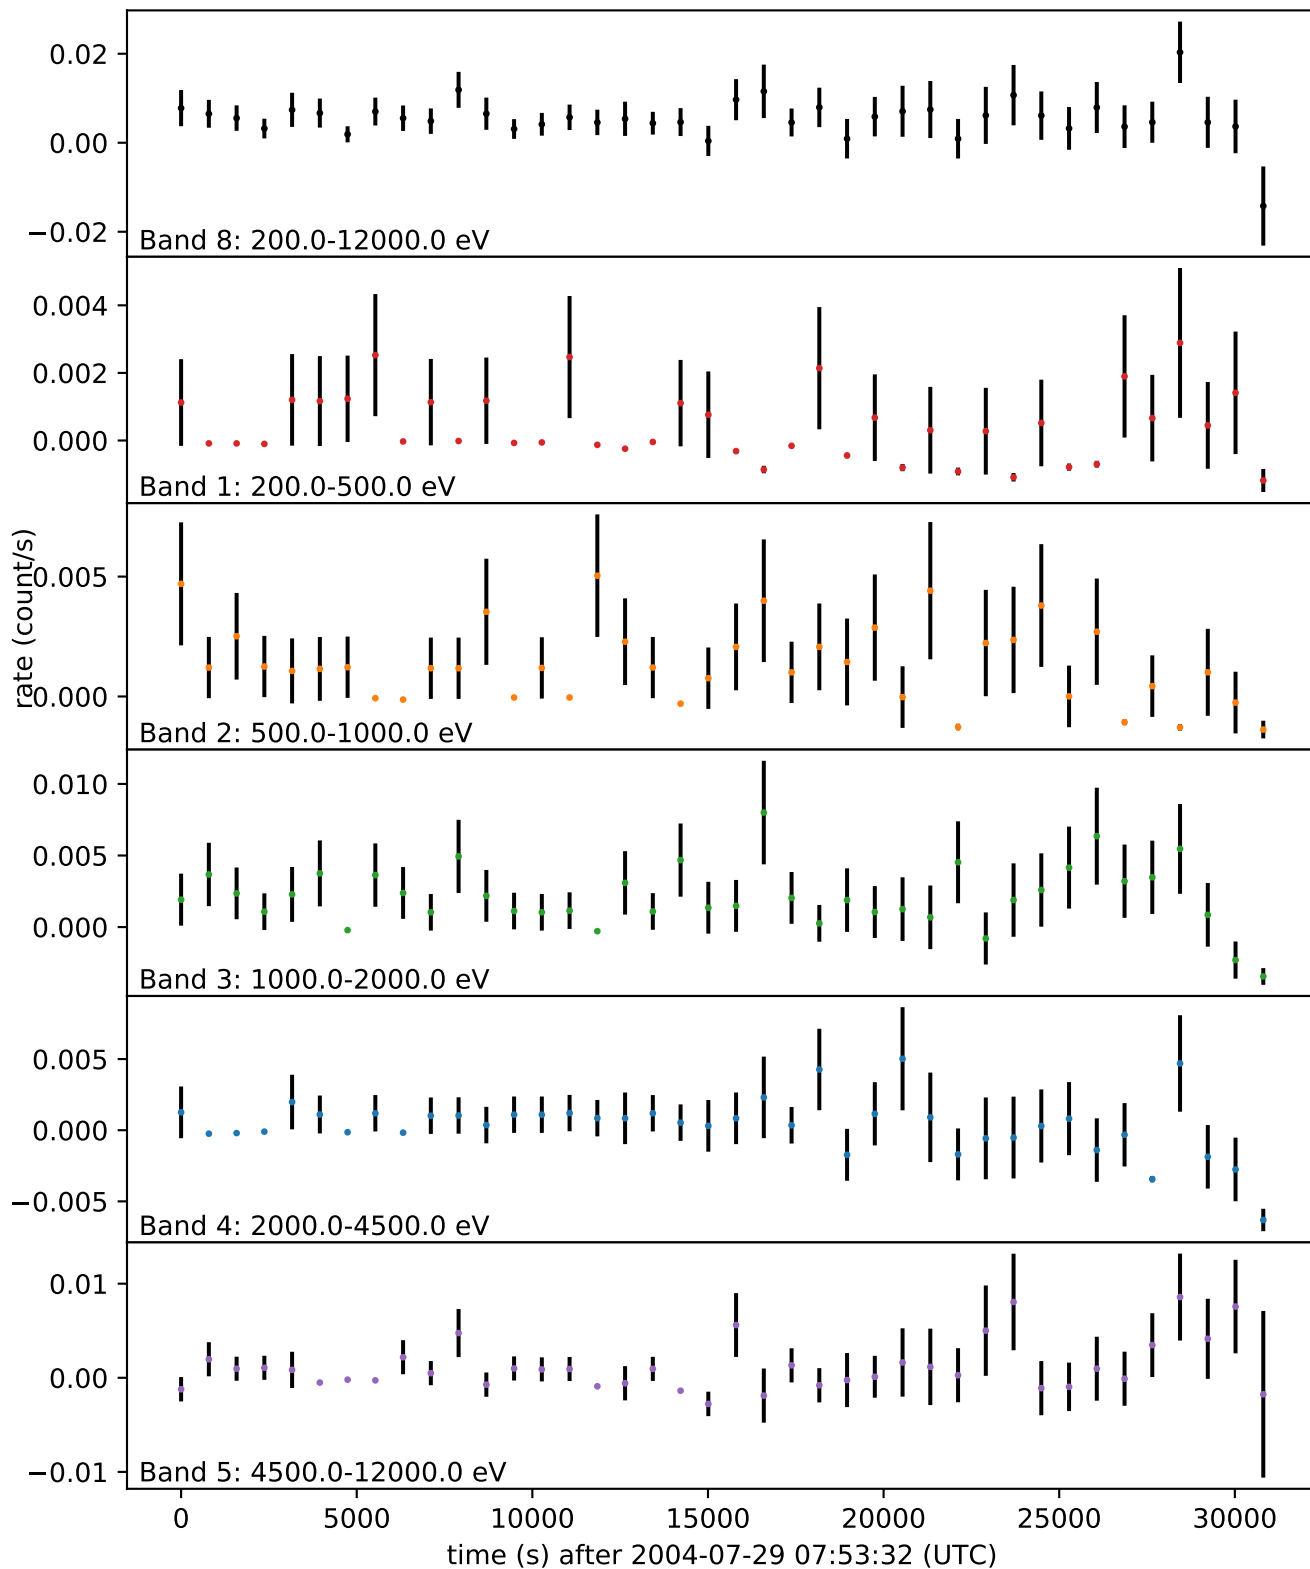 0.02
0.00
−0.02
Band 8: 200.0-12000.0 eV
0.004
0.002
0.000
Band 1: 200.0-500.0 eV
rate (count/s)
0.005
0.000
Band 2: 500.0-1000.0 eV
0.010
0.005
0.000
Band 3: 1000.0-2000.0 eV
0.005
0.000
−0.005
Band 4: 2000.0-4500.0 eV
0.01
0.00
−0.01
Band 5: 4500.0-12000.0 eV
0 5000 10000 15000 20000 25000 30000
time (s) after 2004-07-29 07:53:32 (UTC)